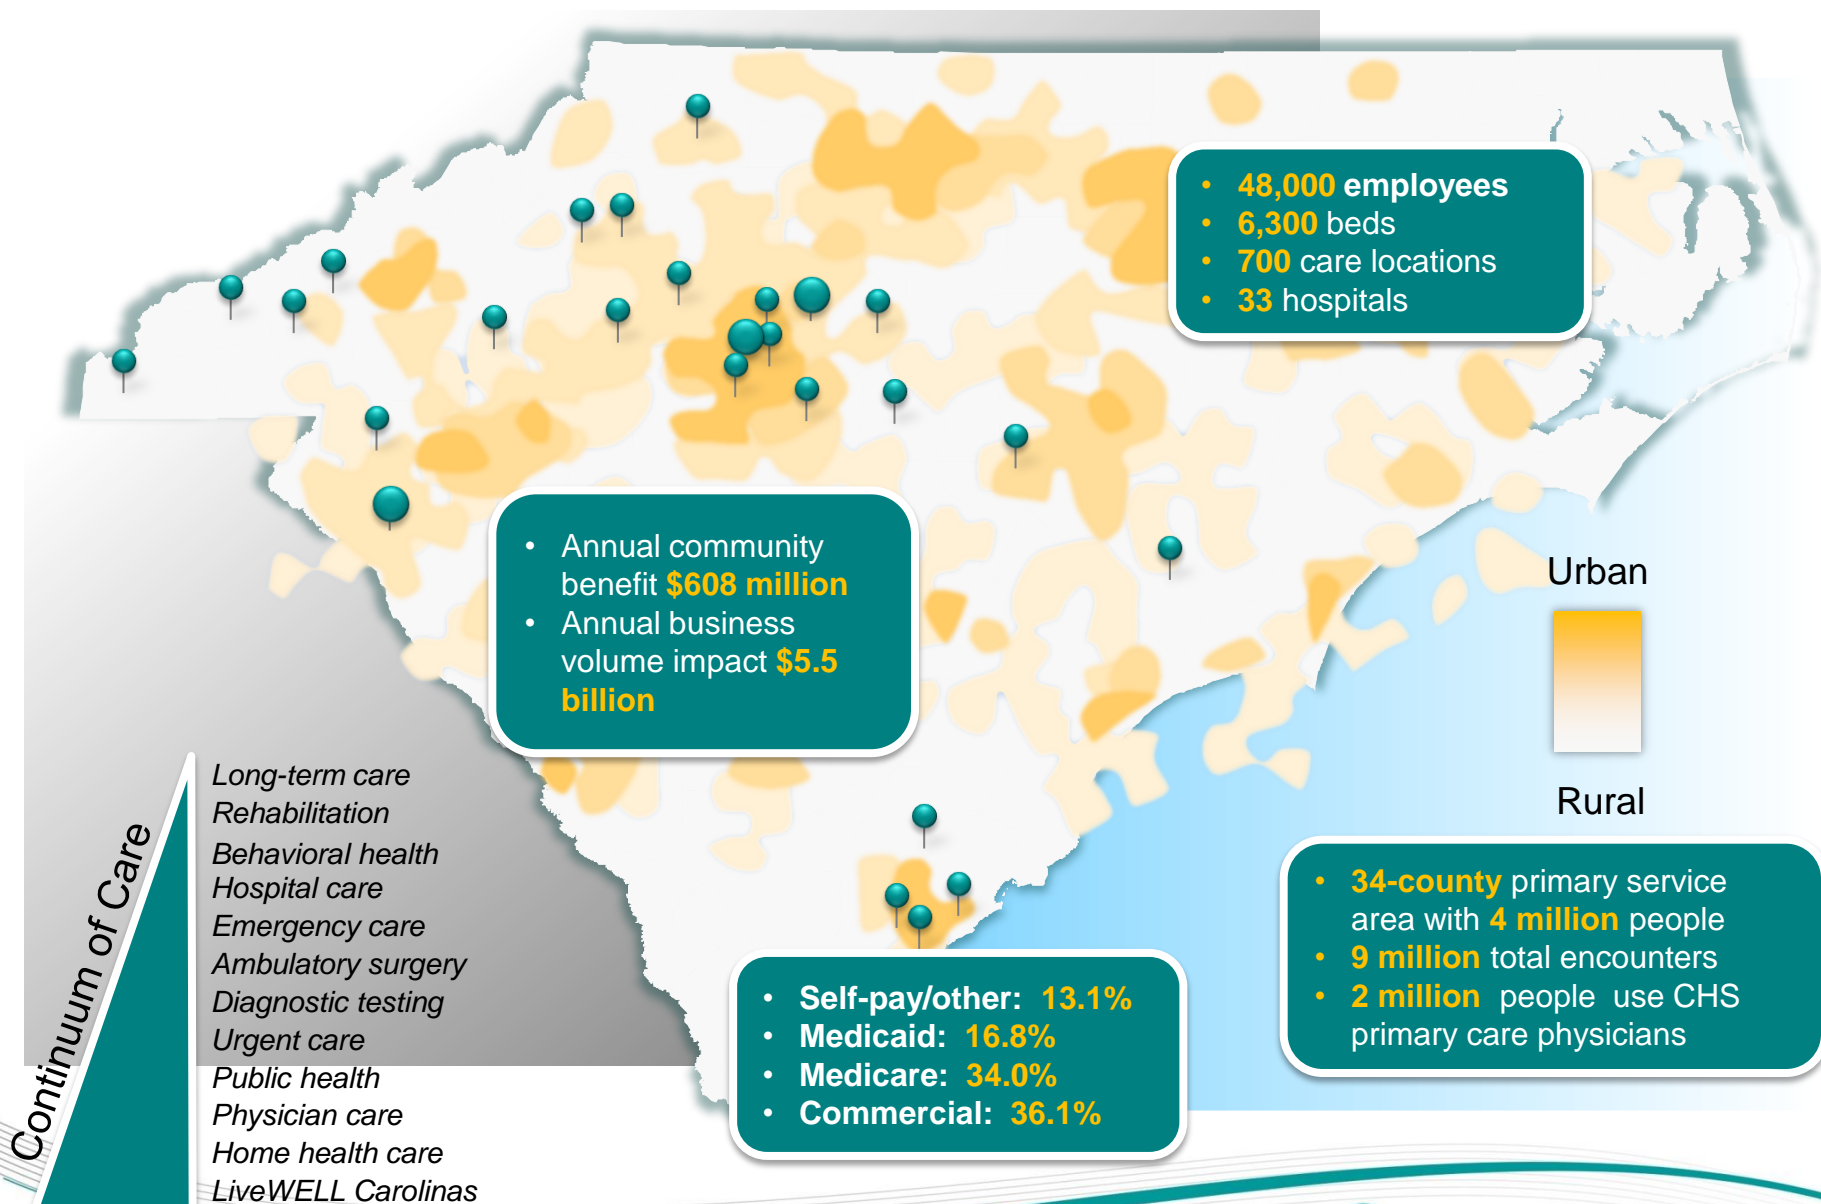 • 48,000 employees
• 6,300 beds
• 700 care locations
• 33 hospitals
• Annual community
benefit $608 million
• Annual business
volume impact $5.5
billion
Urban
Rural
Continuum of Care
Long-term care
Rehabilitation
Behavioral health
Hospital care
Emergency care
Ambulatory surgery
Diagnostic testing
Urgent care
Public health
Physician care
Home health care
LiveWELL Carolinas
• Self-pay/other: 13.1%
• Medicaid: 16.8%
• Medicare: 34.0%
• Commercial: 36.1%
• 34-county primary service
area with 4 million people
• 9 million total encounters
• 2 million people use CHS
primary care physicians